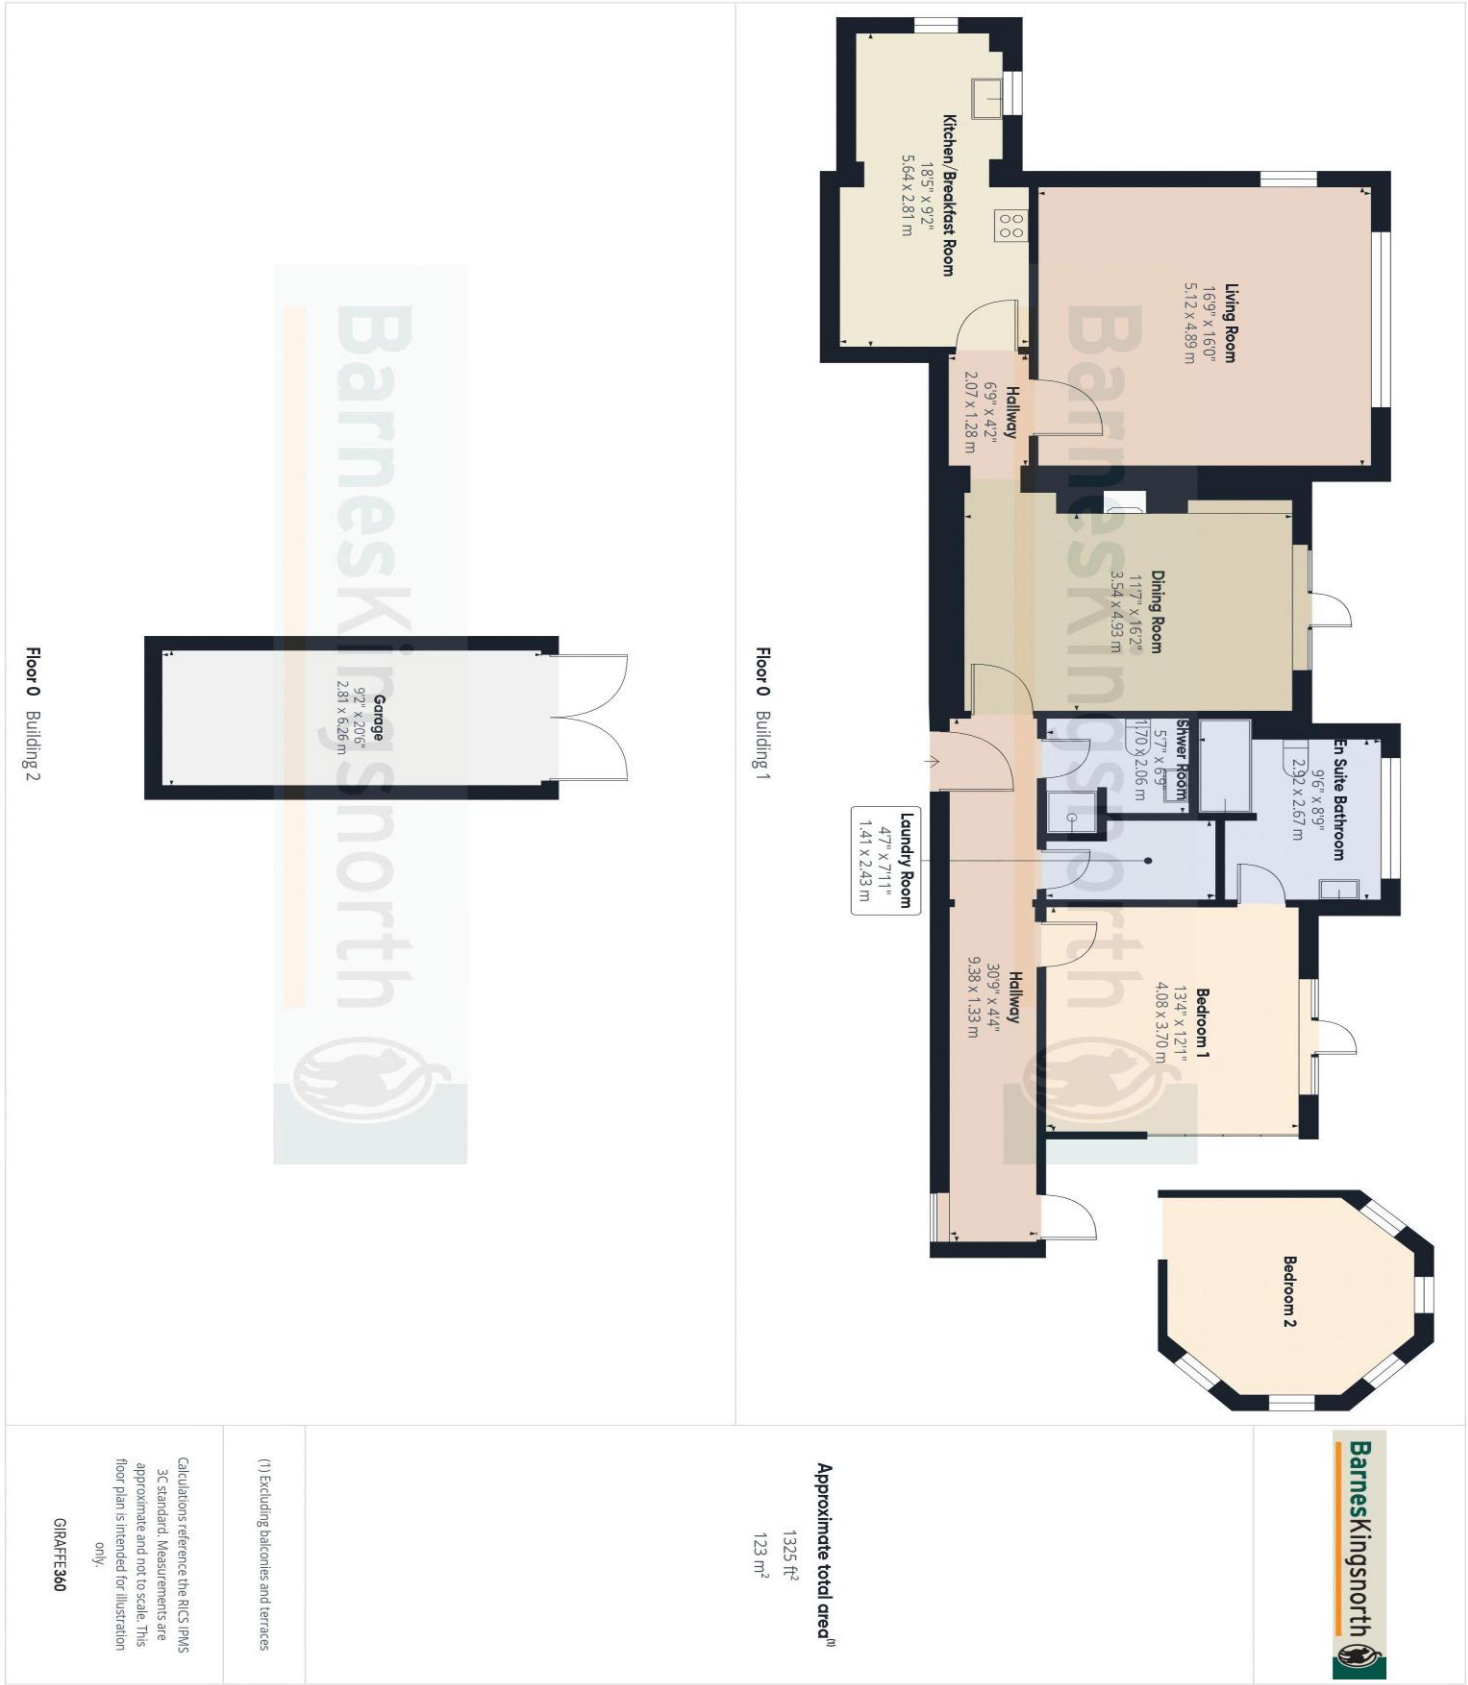 Kitchen/Breakfast Room
18'5" x 9'2"
5.64 x 2.81 m
Living Room
16'9" x 16'0"
5.12 x 4.89 m
Hallway
6'9" x 4'2"
2.07 x 1.28 m
Dining Room
11'7" x 16'2"
3.54 x 4.93 m
Shwer Room
5'7" x 6'9"
1.70 x 2.06 m
En Suite Bathroom
9'6" x 8'9"
2.92 x 2.67 m
Laundry Room
4'7" x 7'11"
1.41 x 2.43 m
Hallway
30'9" x 4'4"
9.38 x 1.33 m
Bedroom 1
13'4" x 12'1"
4.08 x 3.70 m
Bedroom 2
BarnesKingsnorth
Floor 0 Building 1
Garage
9'2" x 20'6"
2.81 x 6.26 m
BarnesKingsnorth
Floor 0 Building 2
BarnesKingsnorth
Approximate total area(1)
1325 ft²
123 m²
(1) Excluding balconies and terraces
Calculations reference the RICS IPMS
3C standard. Measurements are
approximate and not to scale. This
floor plan is intended for illustration
only.
GIRAFFE360